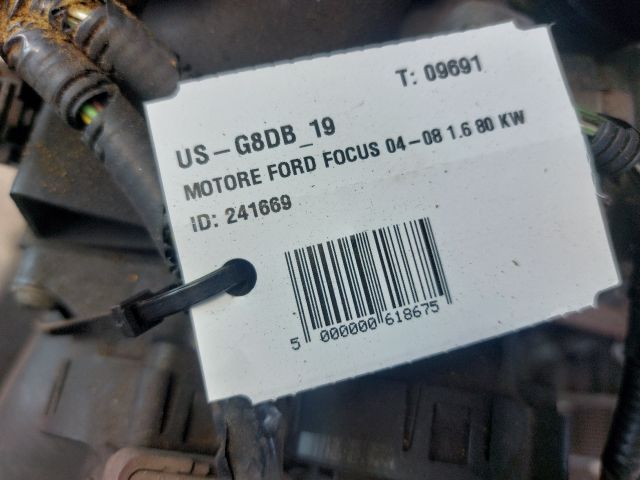 T: 09691
US-G8DB_19
MOTORE FORD FOCUS 04-08 1.6 80 KW
ID: 241669
5 000000 618675